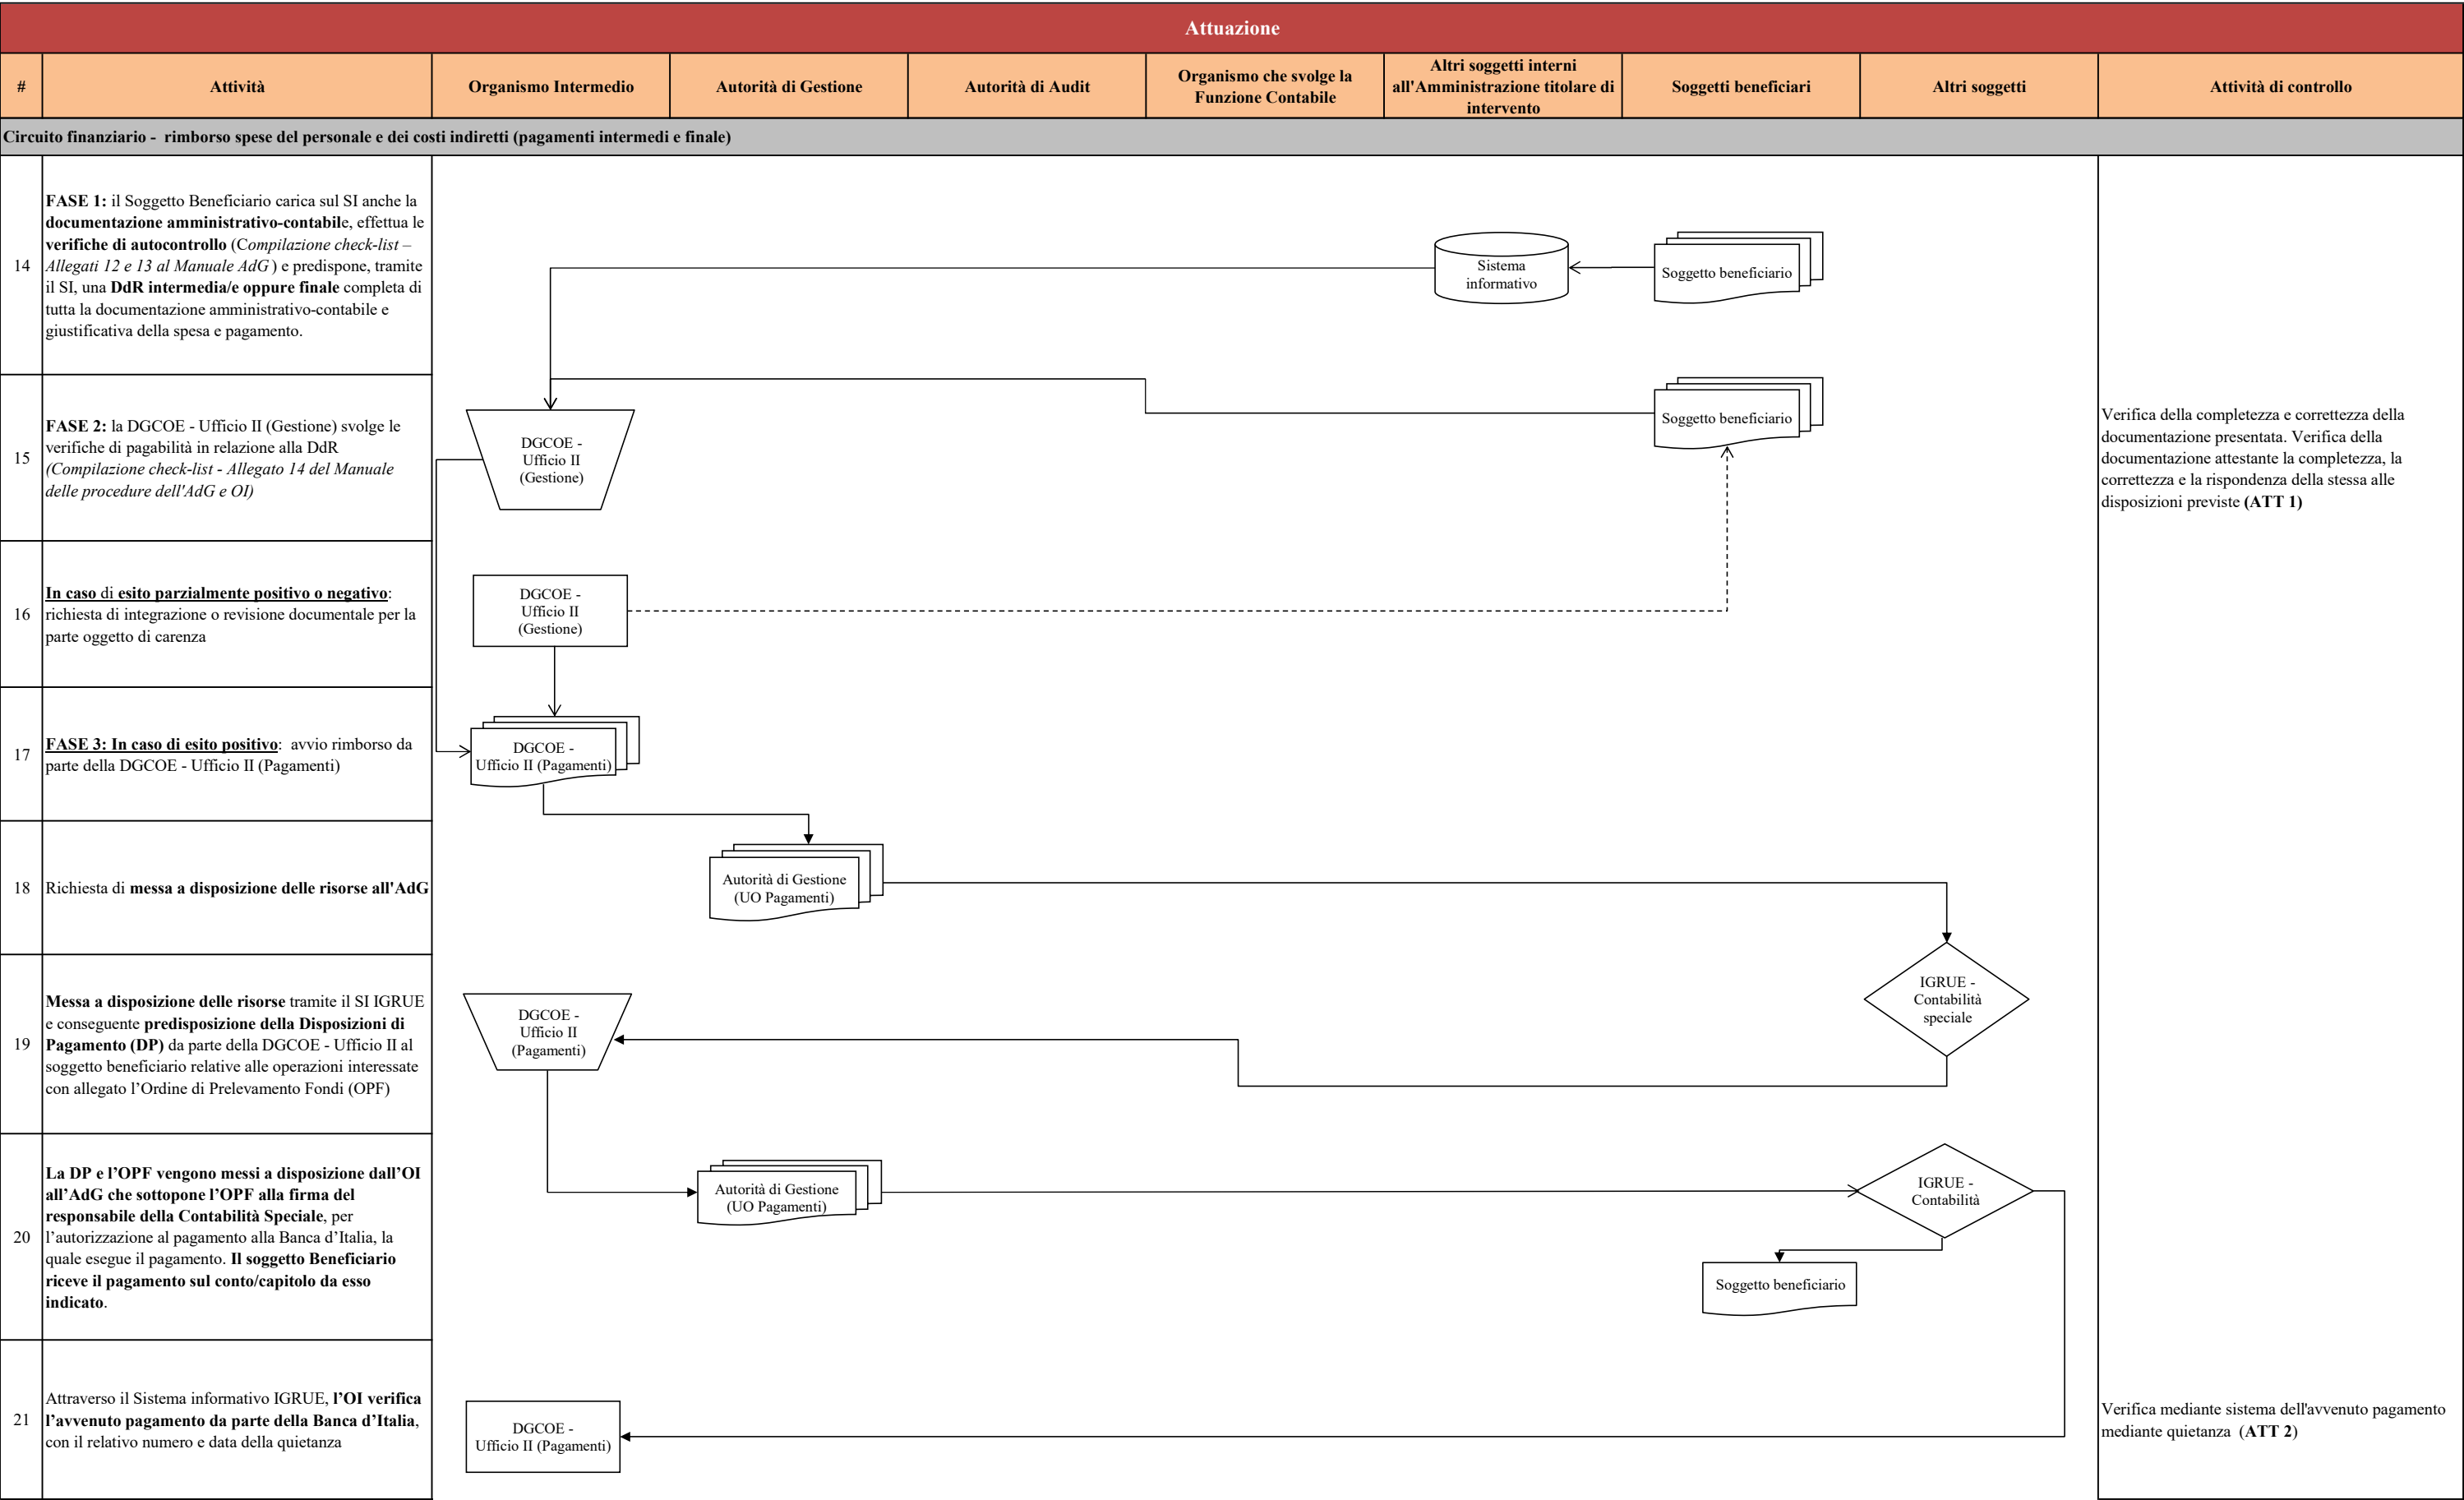 Attuazione
#
Attività
Organismo Intermedio
Autorità di Gestione
Autorità di Audit
Organismo che svolge la
Funzione Contabile
Altri soggetti interni
all'Amministrazione titolare di
intervento
Soggetti beneficiari
Altri soggetti
Attività di controllo
Circuito finanziario - rimborso spese del personale e dei costi indiretti (pagamenti intermedi e finale)
14
FASE 1: il Soggetto Beneficiario carica sul SI anche la
documentazione amministrativo-contabile, effettua le
verifiche di autocontrollo (Compilazione check-list –
Allegati 12 e 13 al Manuale AdG ) e predispone, tramite
il SI, una DdR intermedia/e oppure finale completa di
tutta la documentazione amministrativo-contabile e
giustificativa della spesa e pagamento.
Sistema
informativo
Soggetto beneficiario
15
FASE 2: la DGCOE - Ufficio II (Gestione) svolge le
verifiche di pagabilità in relazione alla DdR
(Compilazione check-list - Allegato 14 del Manuale
delle procedure dell'AdG e OI)
DGCOE -
Ufficio II
(Gestione)
Soggetto beneficiario
Verifica della completezza e correttezza della
documentazione presentata. Verifica della
documentazione attestante la completezza, la
correttezza e la rispondenza della stessa alle
disposizioni previste (ATT 1)
16
In caso di esito parzialmente positivo o negativo:
richiesta di integrazione o revisione documentale per la
parte oggetto di carenza
DGCOE -
Ufficio II
(Gestione)
17
FASE 3: In caso di esito positivo:  avvio rimborso da
parte della DGCOE - Ufficio II (Pagamenti)
DGCOE -
Ufficio II (Pagamenti)
18
Richiesta di messa a disposizione delle risorse all'AdG
Autorità di Gestione
(UO Pagamenti)
19
Messa a disposizione delle risorse tramite il SI IGRUE
e conseguente predisposizione della Disposizioni di
Pagamento (DP) da parte della DGCOE - Ufficio II al
soggetto beneficiario relative alle operazioni interessate
con allegato l’Ordine di Prelevamento Fondi (OPF)
DGCOE -
Ufficio II
(Pagamenti)
IGRUE -
Contabilità
speciale
20
La DP e l’OPF vengono messi a disposizione dall’OI
all’AdG che sottopone l’OPF alla firma del
responsabile della Contabilità Speciale, per
l’autorizzazione al pagamento alla Banca d’Italia, la
quale esegue il pagamento. Il soggetto Beneficiario
riceve il pagamento sul conto/capitolo da esso
indicato.
Autorità di Gestione
(UO Pagamenti)
IGRUE -
Contabilità
Soggetto beneficiario
21
Attraverso il Sistema informativo IGRUE, l’OI verifica
l’avvenuto pagamento da parte della Banca d’Italia,
con il relativo numero e data della quietanza
DGCOE -
Ufficio II (Pagamenti)
Verifica mediante sistema dell'avvenuto pagamento
mediante quietanza  (ATT 2)